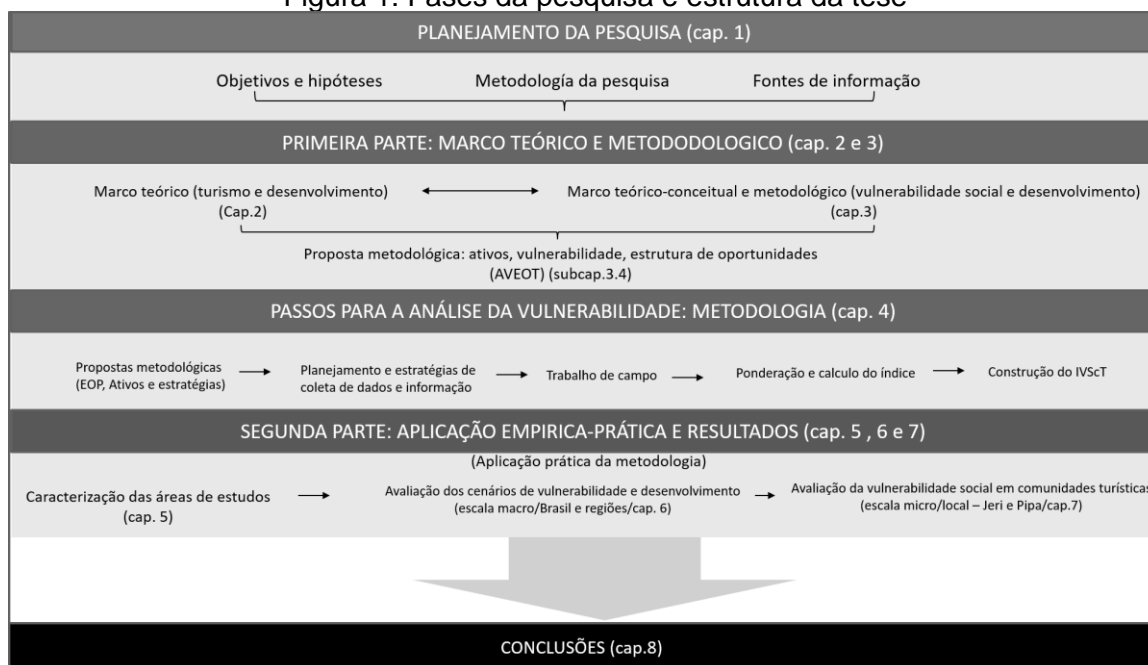 Figura 1. Fases da pesquisa e estrutura da tese
PLANEJAMENTO DA PESQUISA (cap. 1)
Objetivos e hipóteses
Metodología da pesquisa
Fontes de informação
PRIMEIRA PARTE: MARCO TEÓRICO E METODODOLOGICO (cap. 2 e 3)
Marco teórico (turismo e desenvolvimento)
(Cap.2)
Marco teórico-conceitual e metodológico (vulnerabilidade social e desenvolvimento)
(cap.3)
Proposta metodológica: ativos, vulnerabilidade, estrutura de oportunidades
(AVEOT) (subcap.3.4)
PASSOS PARA A ANÁLISE DA VULNERABILIDADE: METODOLOGIA (cap. 4)
Propostas metodológicas
(EOP, Ativos e estratégias)
Planejamento e estratégias de
coleta de dados e informação
Trabalho de campo
Ponderação e calculo do índice
Construção do IVScT
SEGUNDA PARTE: APLICAÇÃO EMPIRICA-PRÁTICA E RESULTADOS (cap. 5 , 6 e 7)
(Aplicação prática da metodologia)
Caracterização das áreas de estudos
(cap. 5)
Avaliação dos cenários de vulnerabilidade e desenvolvimento
(escala macro/Brasil e regiões/cap. 6)
Avaliação da vulnerabilidade social em comunidades turísticas
(escala micro/local – Jeri e Pipa/cap.7)
CONCLUSÕES (cap.8)